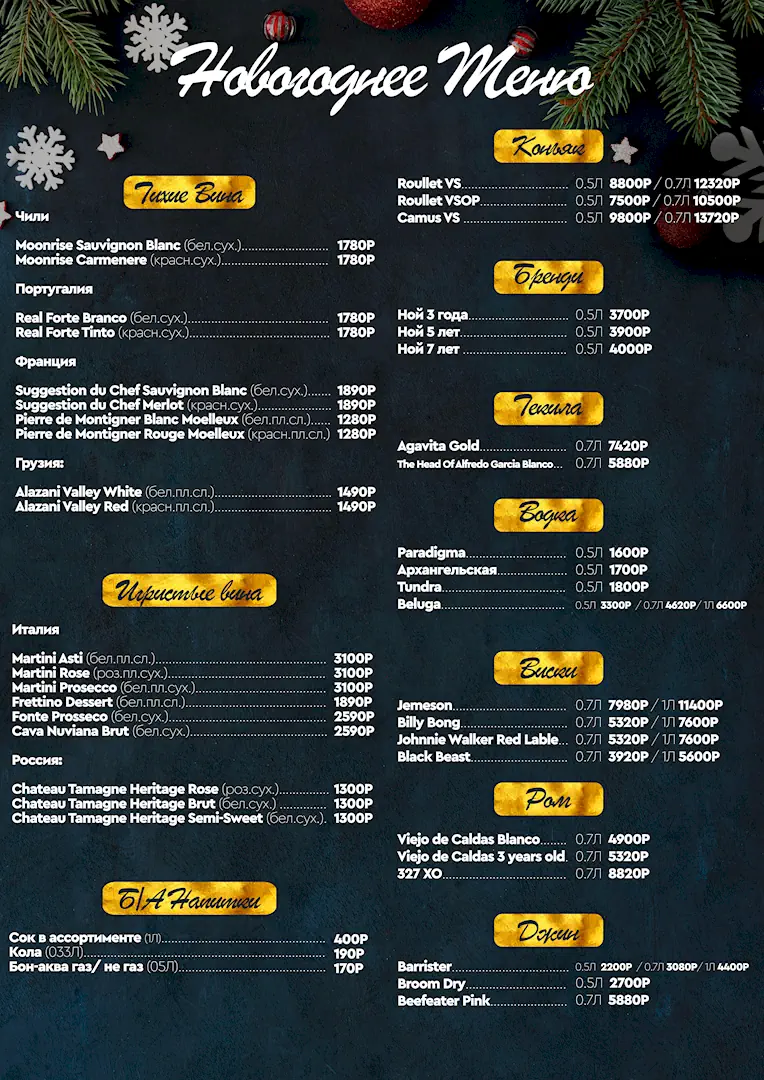 Новогоднее Меню
Тихие Вина
Чили
Moonrise Sauvignon Blanc (бел.сух.)........................ 1780Р
Moonrise Carmenere (красн.сух.)............................. 1780Р
Португалия
Real Forte Branco (бел.сух.)....................................... 1780Р
Real Forte Tinto (красн.сух.)....................................... 1780Р
Франция
Suggestion du Chef Sauvignon Blanc (бел.сух.)...... 1890Р
Suggestion du Chef Merlot (красн.сух.)................... 1890Р
Pierre de Montigner Blanc Moelleux (бел.пл.сл.)..... 1280Р
Pierre de Montigner Rouge Moelleux (красн.пл.сл.) 1280Р
Грузия:
Alazani Valley White (бел.пл.сл.)............................... 1490Р
Alazani Valley Red (красн.пл.сл.).............................. 1490Р
Игристые вина
Италия
Martini Asti (бел.пл.сл.).............................................. 3100Р
Martini Rose (роз.пл.сух.)........................................... 3100Р
Martini Prosecco (бел.пл.сух.)................................... 3100Р
Frettino Dessert (бел.пл.сл.)...................................... 1890Р
Fonte Prosseco (бел.сух.).......................................... 2590Р
Cava Nuviana Brut (бел.сух.)..................................... 2590Р
Россия:
Chateau Tamagne Heritage Rose (роз.сух.)............ 1300Р
Chateau Tamagne Heritage Brut (бел.сух.) ............ 1300Р
Chateau Tamagne Heritage Semi-Sweet (бел.сух.). 1300Р
Б/А Напитки
Сок в ассортименте (1Л)............................................. 400Р
Кола (033Л)................................................................. 190Р
Бон-аква газ/ не газ (05Л)......................................... 170Р
Коньяк
Roullet VS............................ 0.5Л 8800Р / 0.7Л 12320Р
Roullet VSOP....................... 0.5Л 7500Р / 0.7Л 10500Р
Camus VS ........................... 0.5Л 9800Р / 0.7Л 13720Р
Бренди
Ной 3 года.......................... 0.5Л 3700Р
Ной 5 лет............................ 0.5Л 3900Р
Ной 7 лет ........................... 0.5Л 4000Р
Текила
Agavita Gold....................... 0.7Л 7420Р
The Head Of Alfredo Garcia Blanco... 0.7Л 5880Р
Водка
Paradigma........................... 0.5Л 1600Р
Архангельская................... 0.5Л 1700Р
Tundra................................. 0.5Л 1800Р
Beluga................................. 0.5Л 3300Р / 0.7Л 4620Р/ 1Л 6600Р
Виски
Jemeson.............................. 0.7Л 7980Р / 1Л 11400Р
Billy Bong............................ 0.7Л 5320Р / 1Л 7600Р
Johnnie Walker Red Lable... 0.7Л 5320Р / 1Л 7600Р
Black Beast......................... 0.7Л 3920Р / 1Л 5600Р
Ром
Viejo de Caldas Blanco....... 0.7Л 4900Р
Viejo de Caldas 3 years old. 0.7Л 5320Р
327 XO................................ 0.7Л 8820Р
Джин
Barrister.............................. 0.5Л 2200Р / 0.7Л 3080Р/ 1Л 4400Р
Broom Dry.......................... 0.5Л 2700Р
Beefeater Pink.................... 0.7Л 5880Р